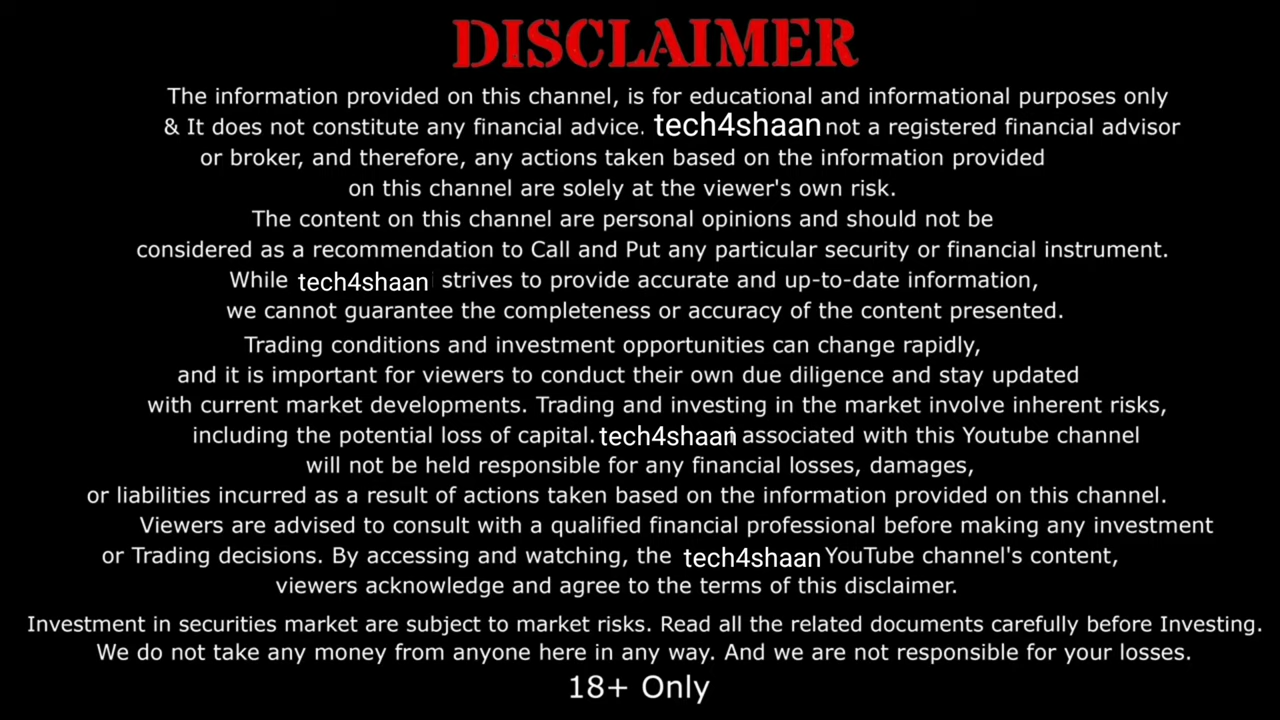 DISCLAIMER
The information provided on this channel, is for educational and informational purposes only
& It does not constitute any financial advice. tech4shaan not a registered financial advisor
or broker, and therefore, any actions taken based on the information provided
on this channel are solely at the viewer's own risk.
The content on this channel are personal opinions and should not be
considered as a recommendation to Call and Put any particular security or financial instrument.
While tech4shaan strives to provide accurate and up-to-date information,
we cannot guarantee the completeness or accuracy of the content presented.
Trading conditions and investment opportunities can change rapidly,
and it is important for viewers to conduct their own due diligence and stay updated
with current market developments. Trading and investing in the market involve inherent risks,
including the potential loss of capital. tech4shaan associated with this Youtube channel
will not be held responsible for any financial losses, damages,
or liabilities incurred as a result of actions taken based on the information provided on this channel.
Viewers are advised to consult with a qualified financial professional before making any investment
or Trading decisions. By accessing and watching, the tech4shaan YouTube channel's content,
viewers acknowledge and agree to the terms of this disclaimer.
Investment in securities market are subject to market risks. Read all the related documents carefully before Investing.
We do not take any money from anyone here in any way. And we are not responsible for your losses.
18+ Only